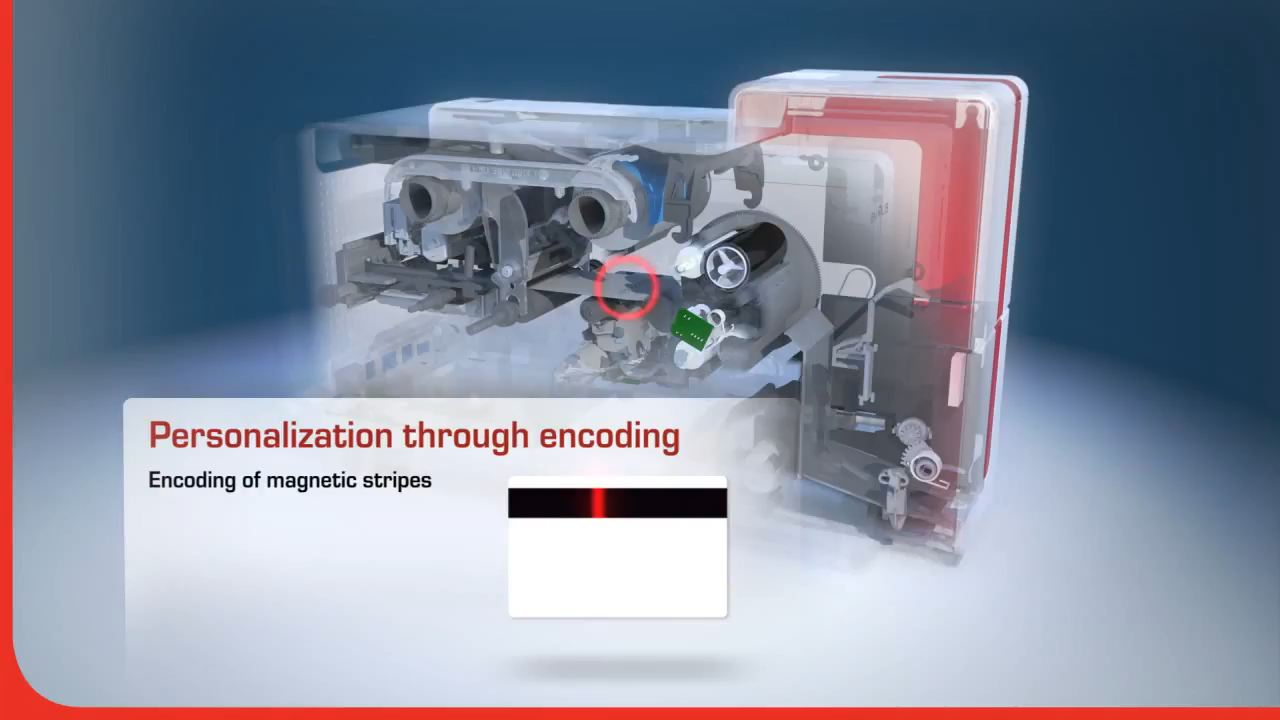 Personalization through encoding
Encoding of magnetic stripes